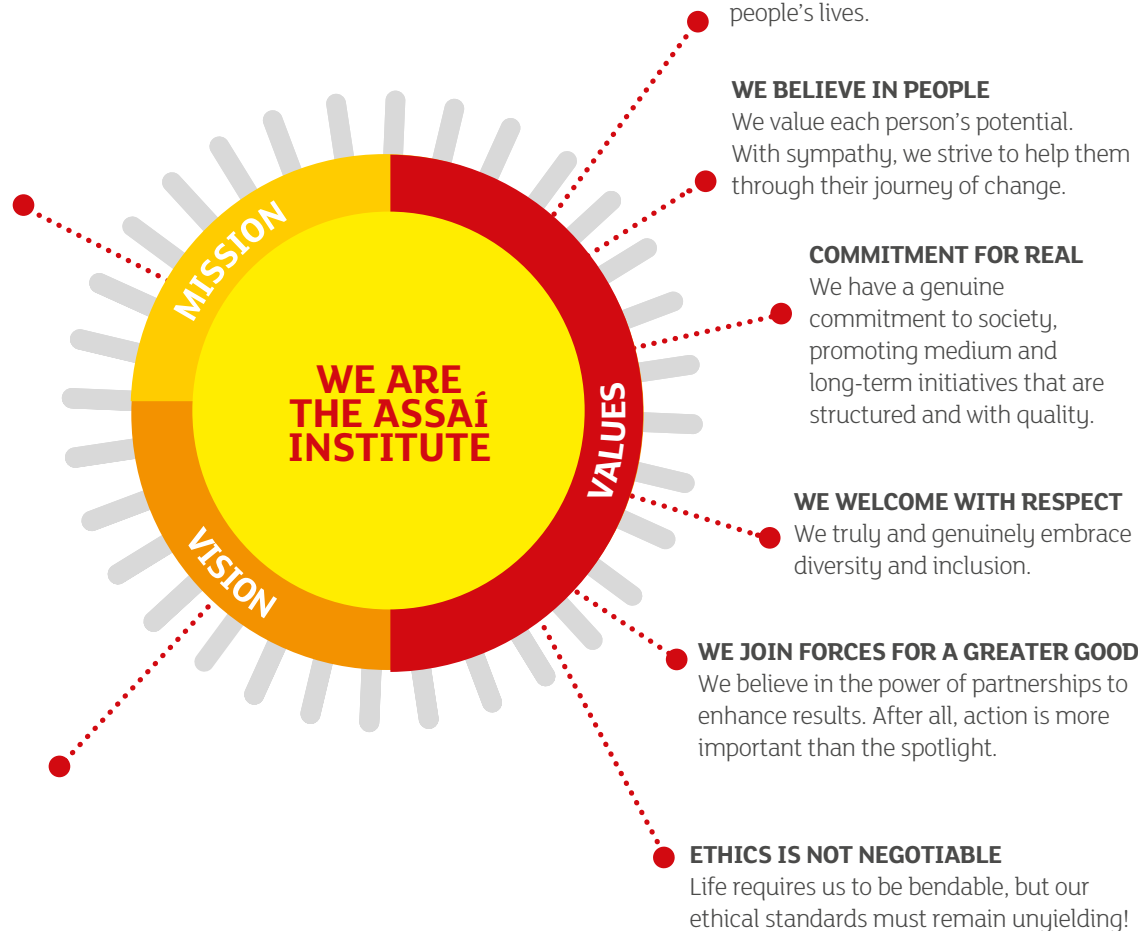 people's lives.
WE BELIEVE IN PEOPLE
We value each person's potential.
With sympathy, we strive to help them
through their journey of change.
COMMITMENT FOR REAL
We have a genuine
commitment to society,
promoting medium and
long-term initiatives that are
structured and with quality.
WE WELCOME WITH RESPECT
We truly and genuinely embrace
diversity and inclusion.
WE JOIN FORCES FOR A GREATER GOOD
We believe in the power of partnerships to
enhance results. After all, action is more
important than the spotlight.
ETHICS IS NOT NEGOTIABLE
Life requires us to be bendable, but our
ethical standards must remain unyielding!
MISSION
VISION
VALUES
WE ARE
THE ASSAÍ
INSTITUTE